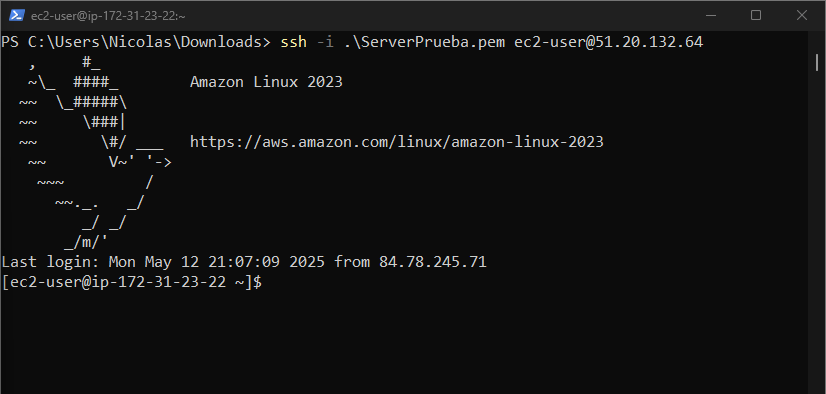 ec2-user@ip-172-31-23-22:~
PS C:\Users\Nicolas\Downloads> ssh -i .\ServerPrueba.pem ec2-user@51.20.132.64
   ,     #_
   ~\_  ####_        Amazon Linux 2023
  ~~  \_#####\
  ~~     \###|
  ~~       \#/ ___   https://aws.amazon.com/linux/amazon-linux-2023
   ~~       V~' '->
    ~~~         /
      ~~._.   _/
         _/ _/
       _/m/'
Last login: Mon May 12 21:07:09 2025 from 84.78.245.71
[ec2-user@ip-172-31-23-22 ~]$